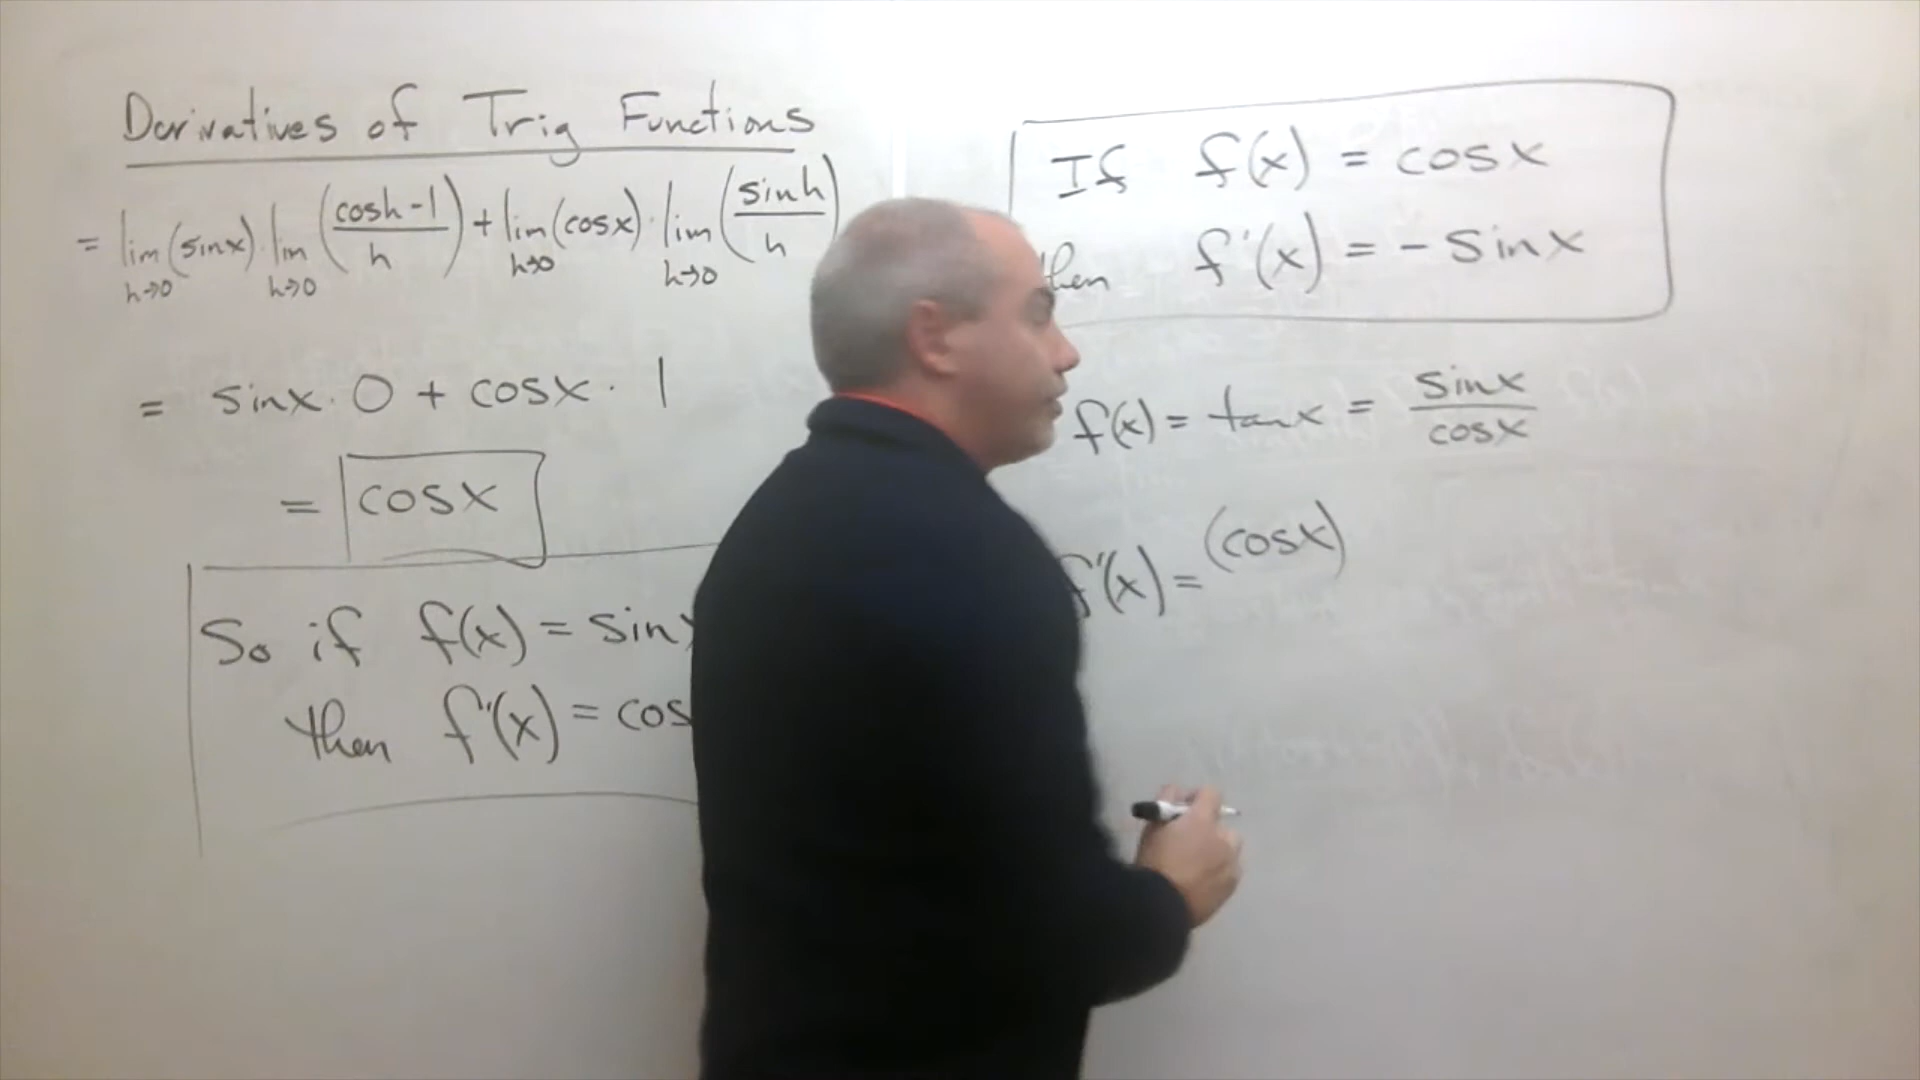 Derivatives of Trig Functions
= lim h→0 (sinx) · lim h→0 (cosh-1 / h) + lim h→0 (cosx) · lim h→0 (sinh / h)
= sinx · 0 + cosx · 1
= cosx
So if f(x) = sin
then f'(x) = cos
If f(x) = cosx
then f'(x) = - sinx
f(x) = tanx = sinx / cosx
f'(x) = (cosx)